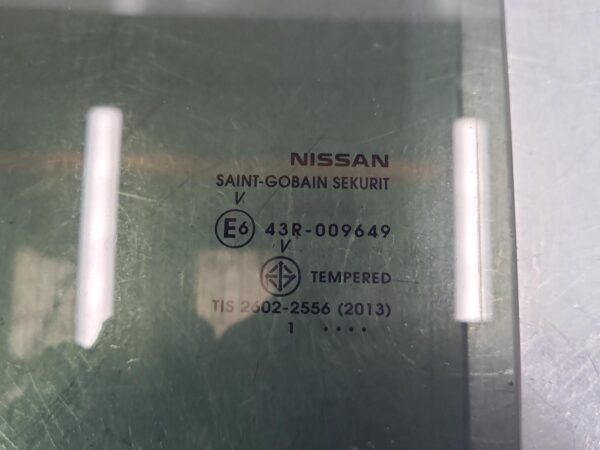 NISSAN
SAINT-GOBAIN SEKURIT
V
E6 43R-009649
V
TEMPERED
TIS 2602-2556 (2013)
1 ....